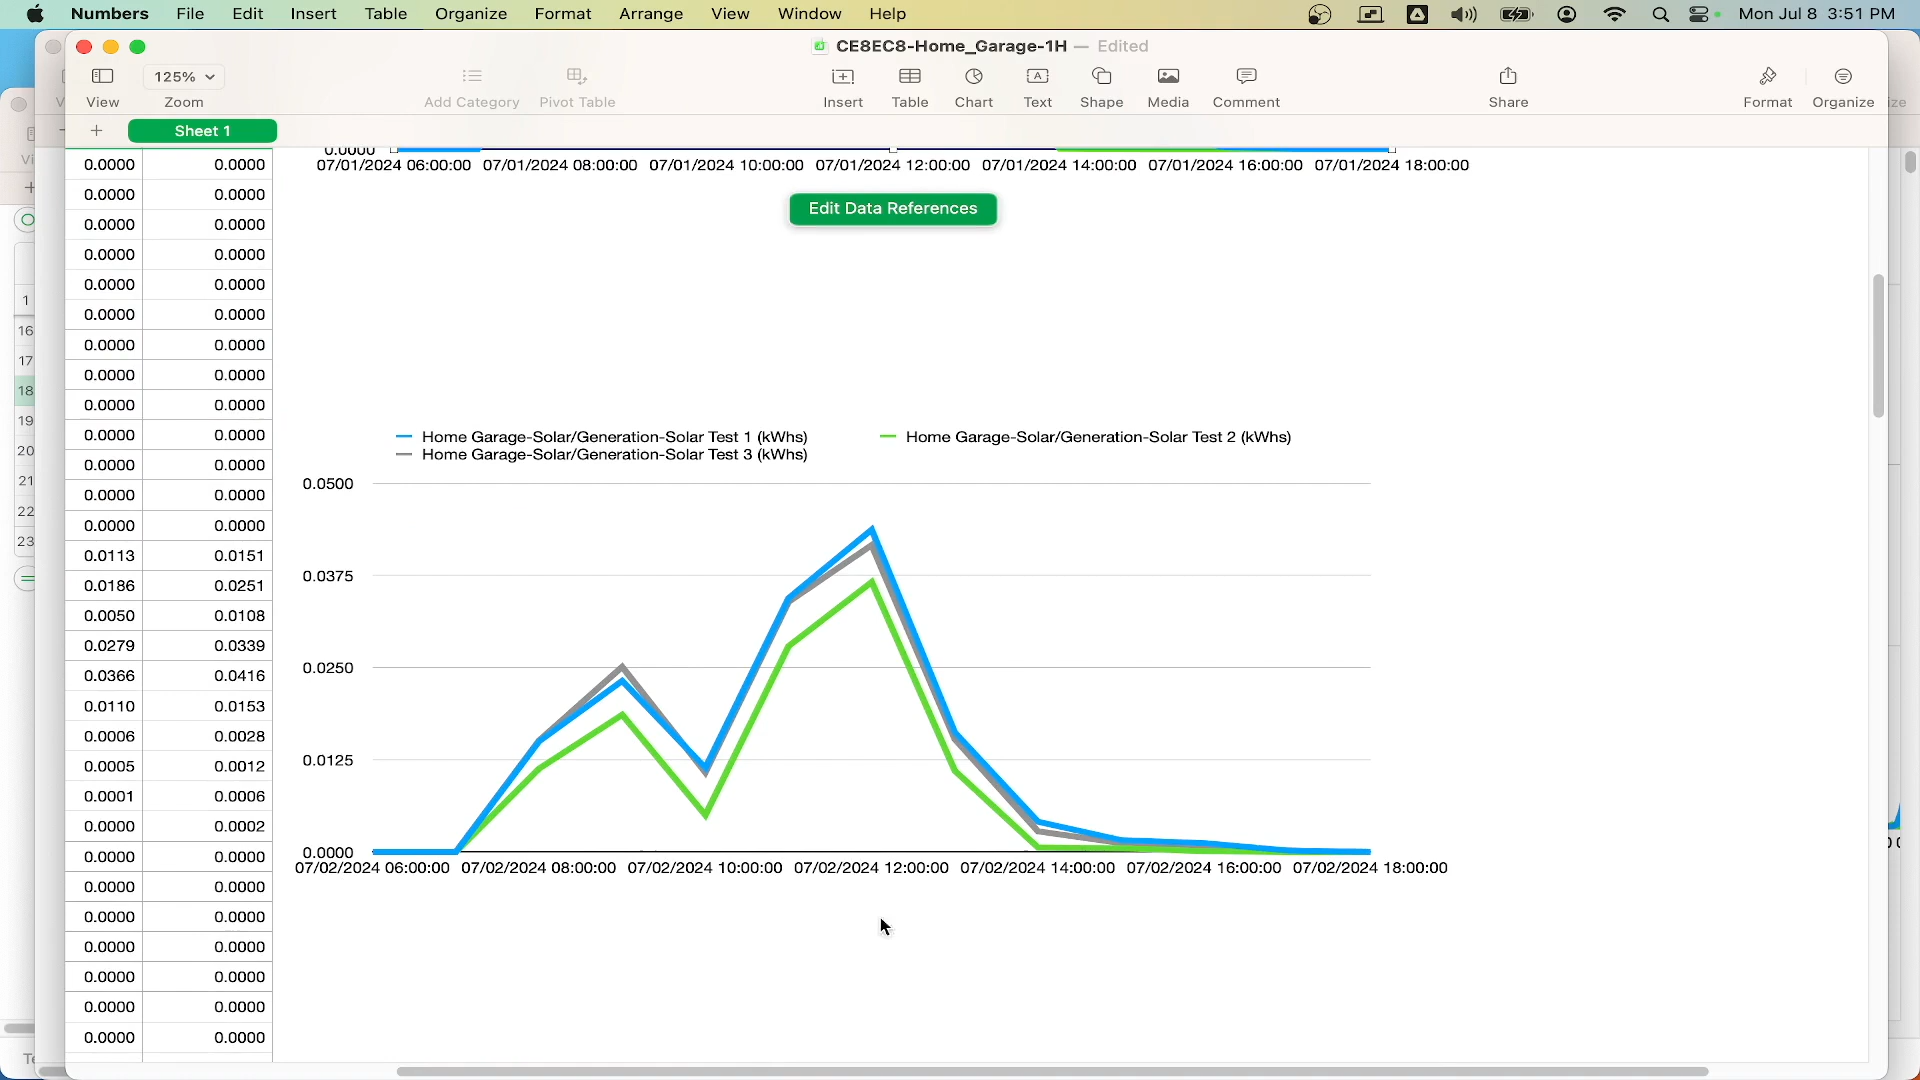 Numbers File Edit Insert Table Organize Format Arrange View Window Help Mon Jul 8 3:51 PM
CE8EC8-Home_Garage-1H — Edited
125%
View Zoom Add Category Pivot Table Insert Table Chart Text Shape Media Comment Share Format Organize
+ Sheet 1
0.0000
0.0000 0.0000 07/01/2024 06:00:00 07/01/2024 08:00:00 07/01/2024 10:00:00 07/01/2024 12:00:00 07/01/2024 14:00:00 07/01/2024 16:00:00 07/01/2024 18:00:00
0.0000 0.0000
Edit Data References
0.0000 0.0000
0.0000 0.0000
0.0000 0.0000
1 0.0000 0.0000
16 0.0000 0.0000
17 0.0000 0.0000
18 0.0000 0.0000
19 0.0000 0.0000
Home Garage-Solar/Generation-Solar Test 1 (kWhs) Home Garage-Solar/Generation-Solar Test 2 (kWhs)
Home Garage-Solar/Generation-Solar Test 3 (kWhs)
20 0.0000 0.0000
21 0.0000 0.0000
0.0500
22 0.0000 0.0000
23 0.0113 0.0151
0.0375
0.0186 0.0251
0.0050 0.0108
0.0279 0.0339
0.0250
0.0366 0.0416
0.0110 0.0153
0.0006 0.0028
0.0125
0.0005 0.0012
0.0001 0.0006
0.0000 0.0002
0.0000
0.0000 0.0000
07/02/2024 06:00:00 07/02/2024 08:00:00 07/02/2024 10:00:00 07/02/2024 12:00:00 07/02/2024 14:00:00 07/02/2024 16:00:00 07/02/2024 18:00:00
0.0000 0.0000
0.0000 0.0000
0.0000 0.0000
0.0000 0.0000
0.0000 0.0000
0.0000 0.0000